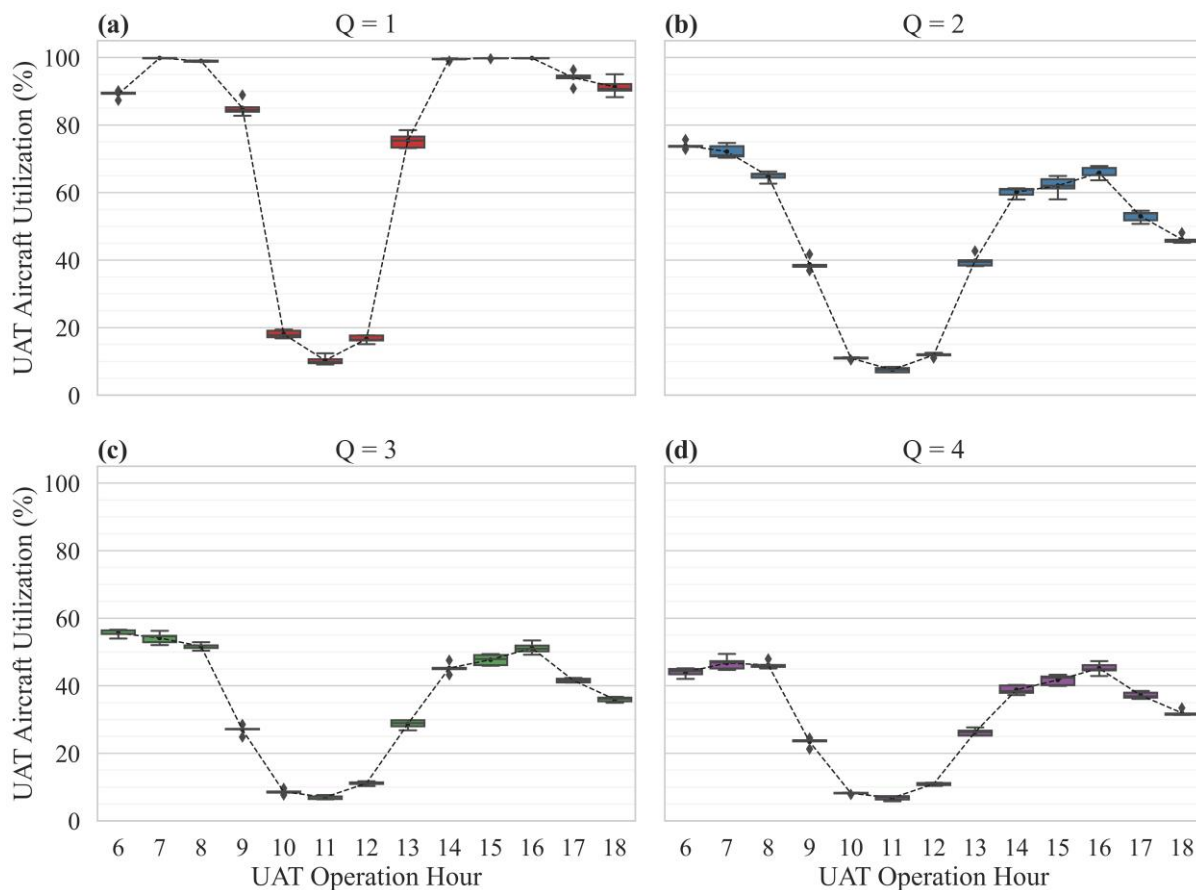 (a) Q = 1
(b) Q = 2
UAT Aircraft Utilization (%)
100
80
60
40
20
0
(c) Q = 3
(d) Q = 4
UAT Aircraft Utilization (%)
100
80
60
40
20
0
6 7 8 9 10 11 12 13 14 15 16 17 18
6 7 8 9 10 11 12 13 14 15 16 17 18
UAT Operation Hour
UAT Operation Hour